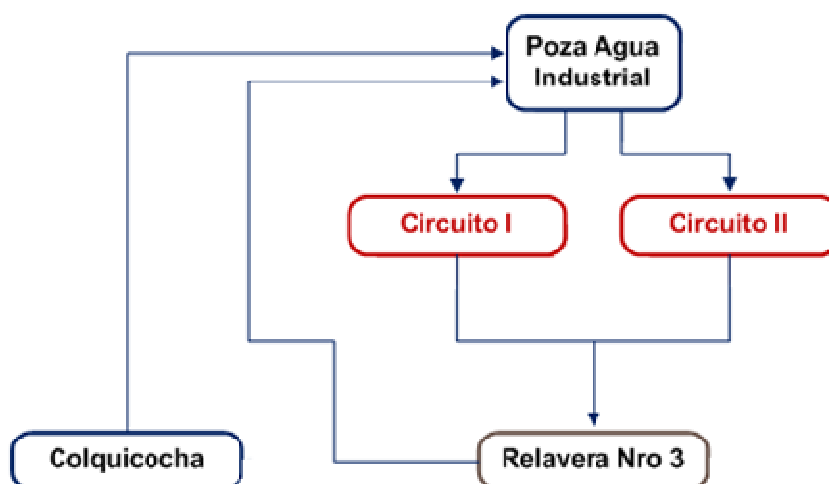 Poza Agua
Industrial
Circuito I
Circuito II
Colquicocha
Relavera Nro 3